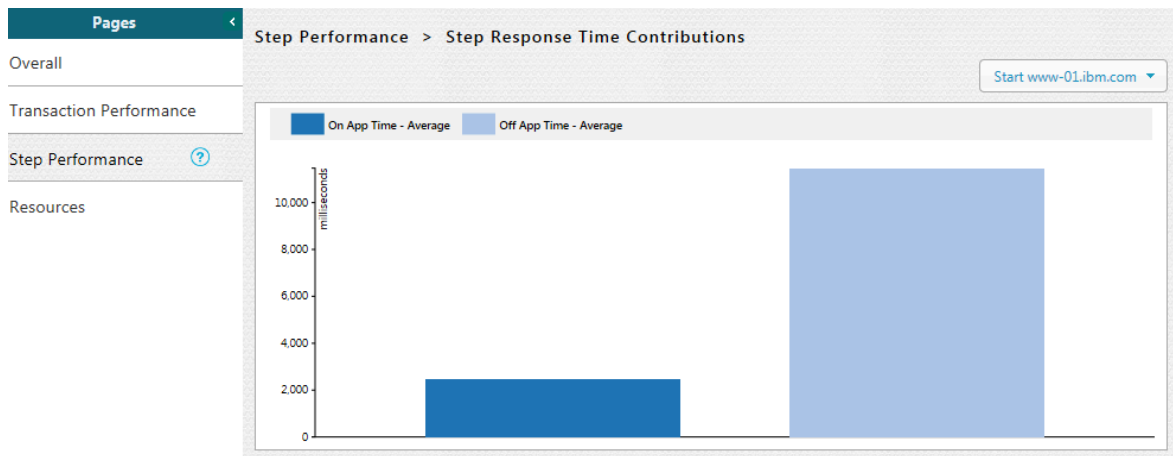 Pages
Overall
Transaction Performance
Step Performance ?
Resources
Step Performance > Step Response Time Contributions
Start www-01.ibm.com
On App Time - Average Off App Time - Average
milliseconds
10,000
8,000
6,000
4,000
2,000
0